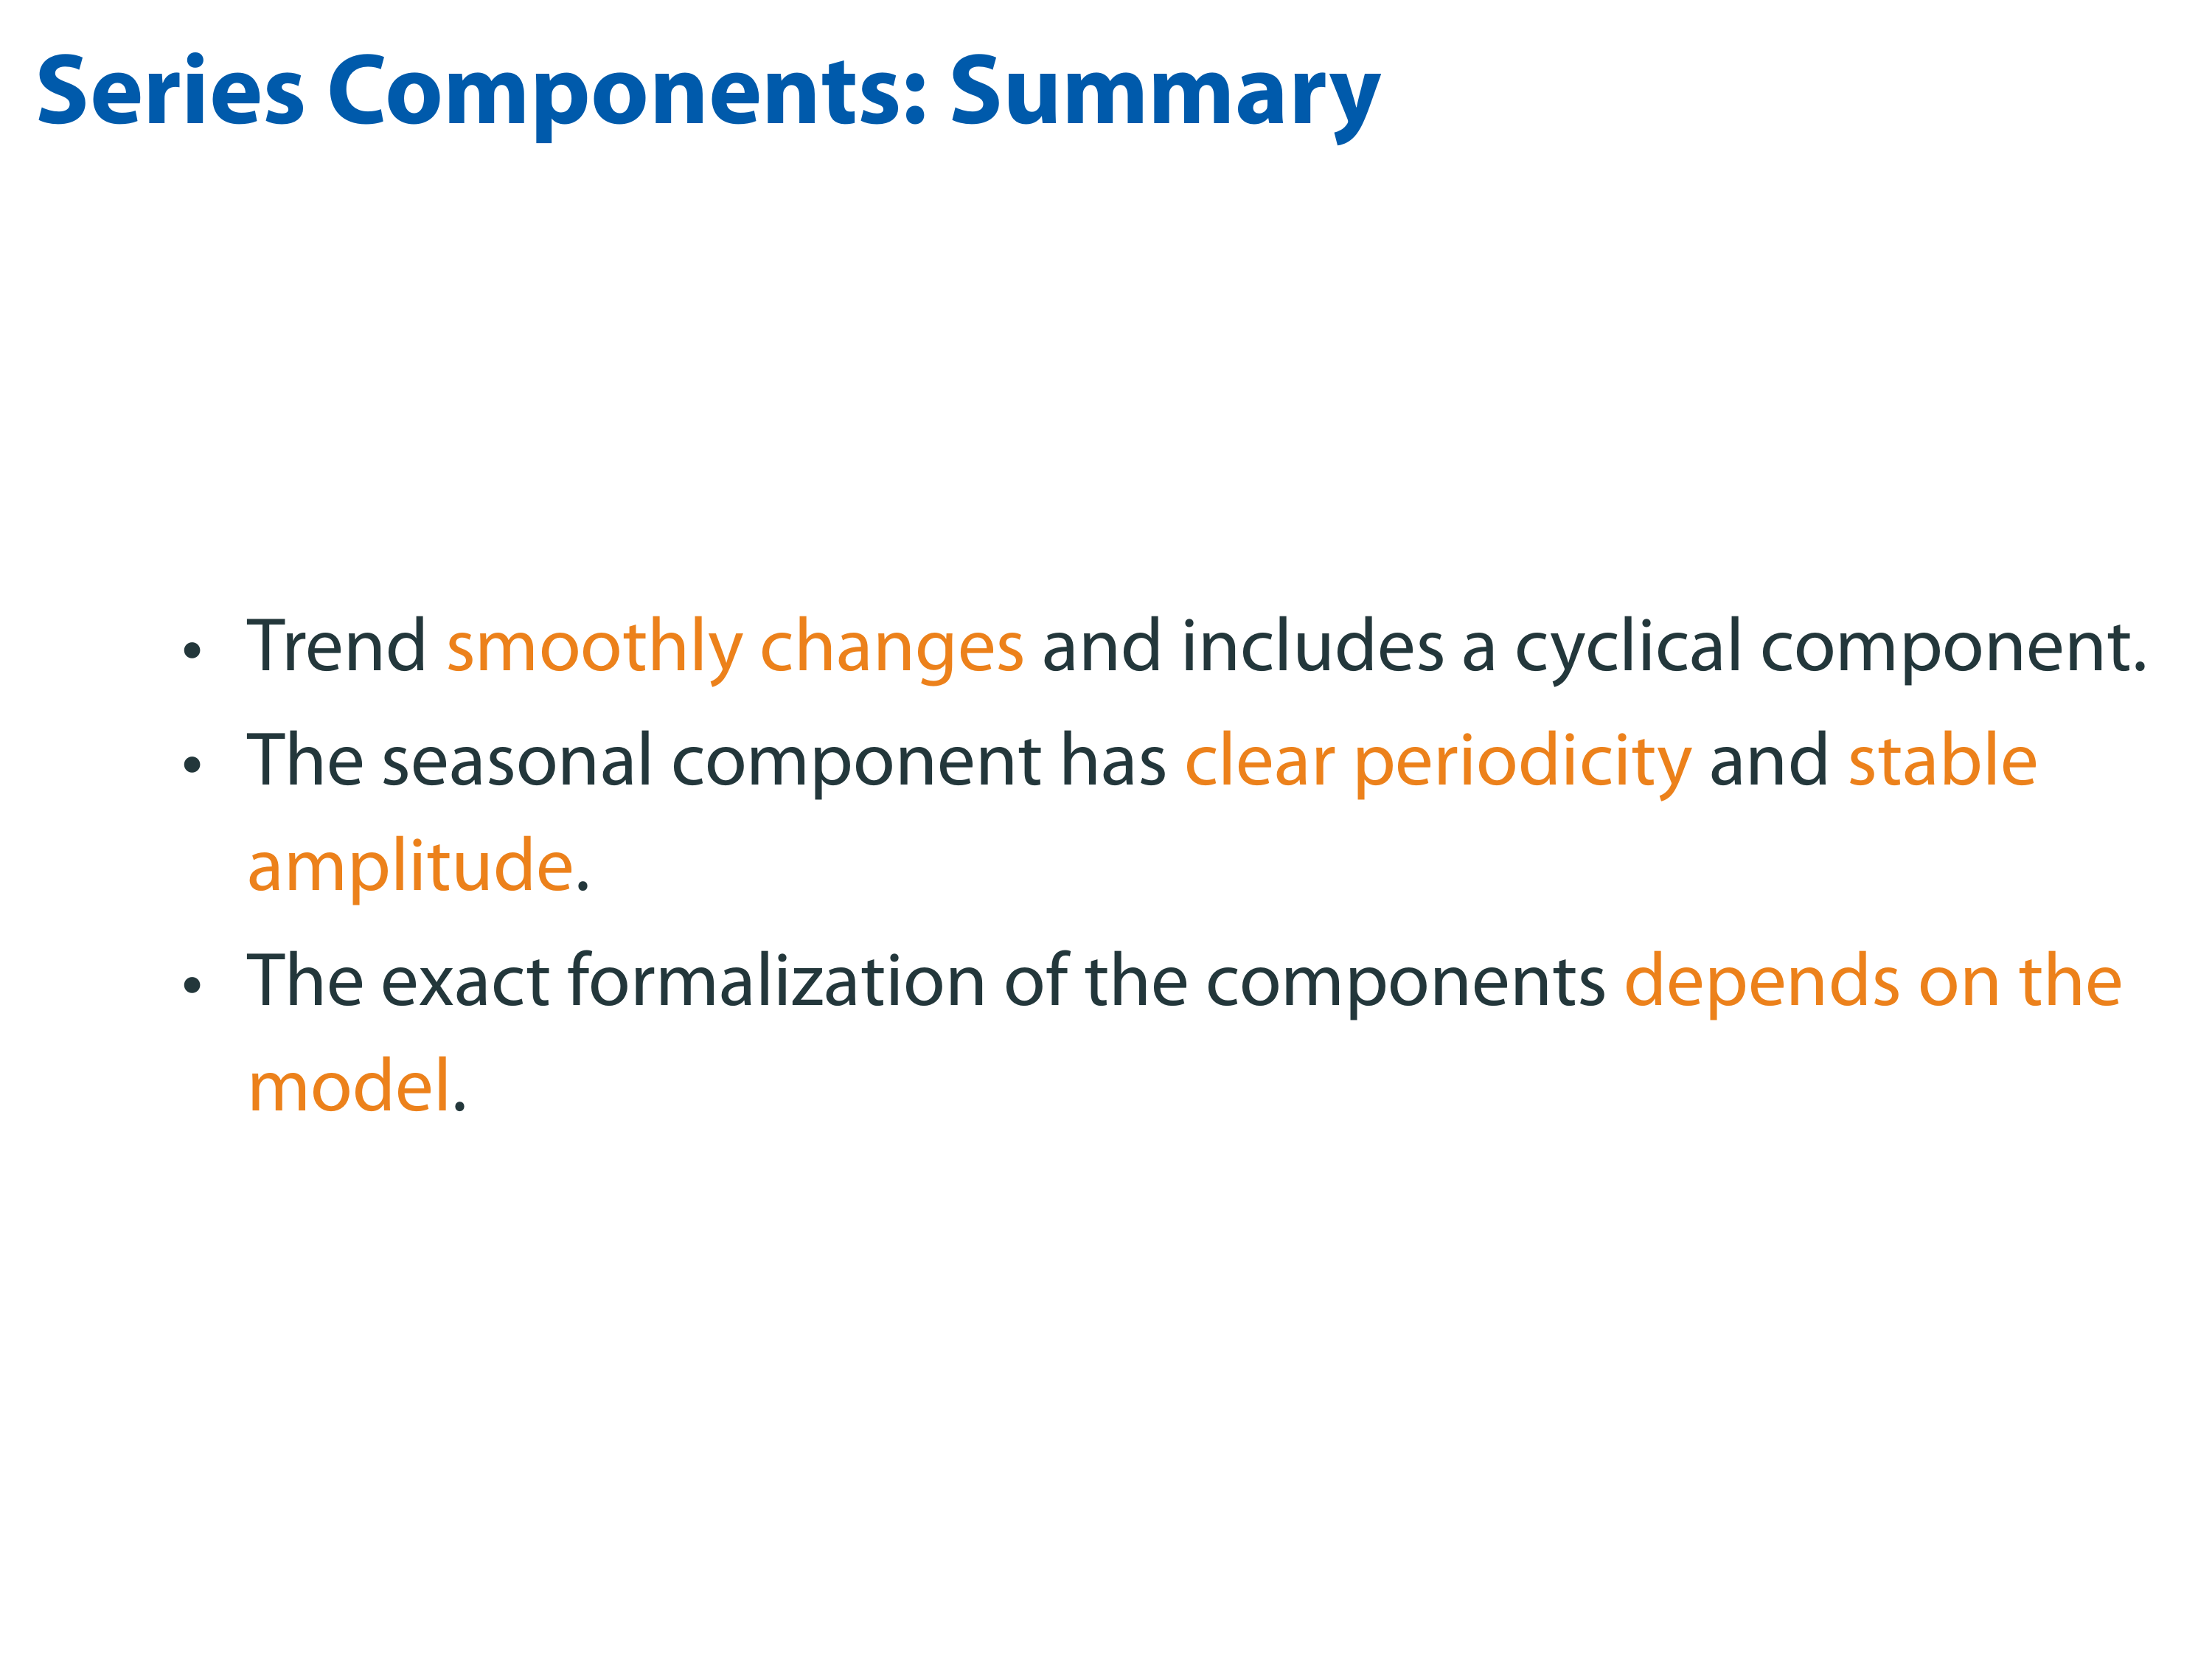 Series Components: Summary
• Trend smoothly changes and includes a cyclical component.
• The seasonal component has clear periodicity and stable
amplitude.
• The exact formalization of the components depends on the
model.